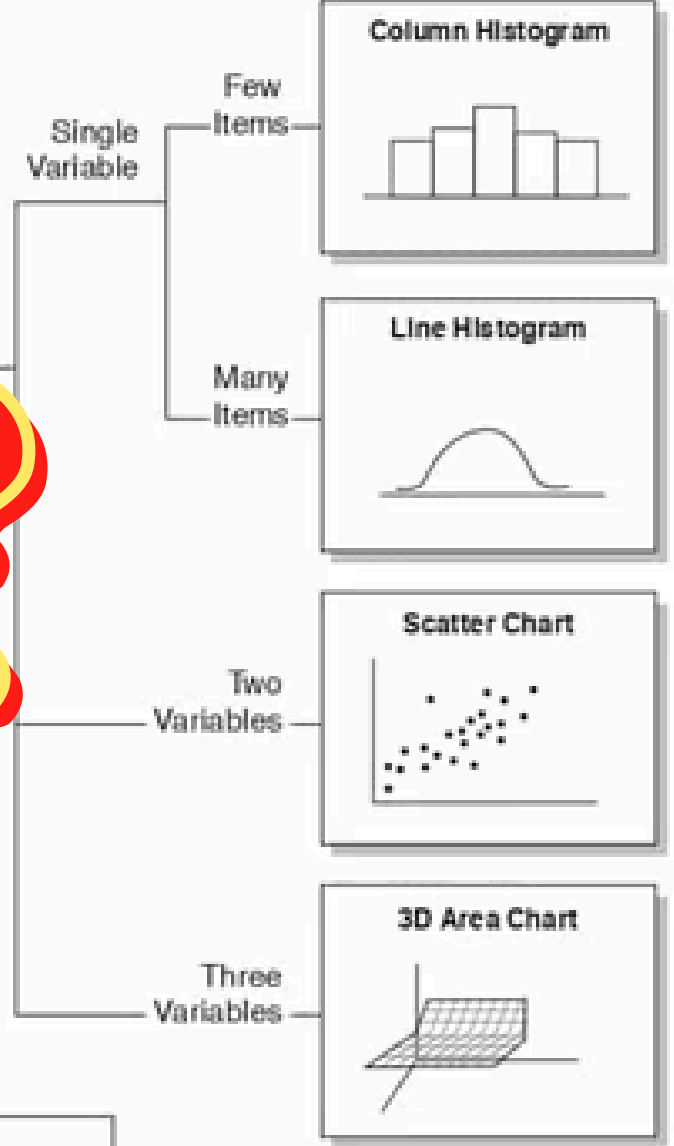 Column Histogram
Few
Items
Single
Variable
Line Histogram
Many
Items
Scatter Chart
Two
Variables
3D Area Chart
Three
Variables